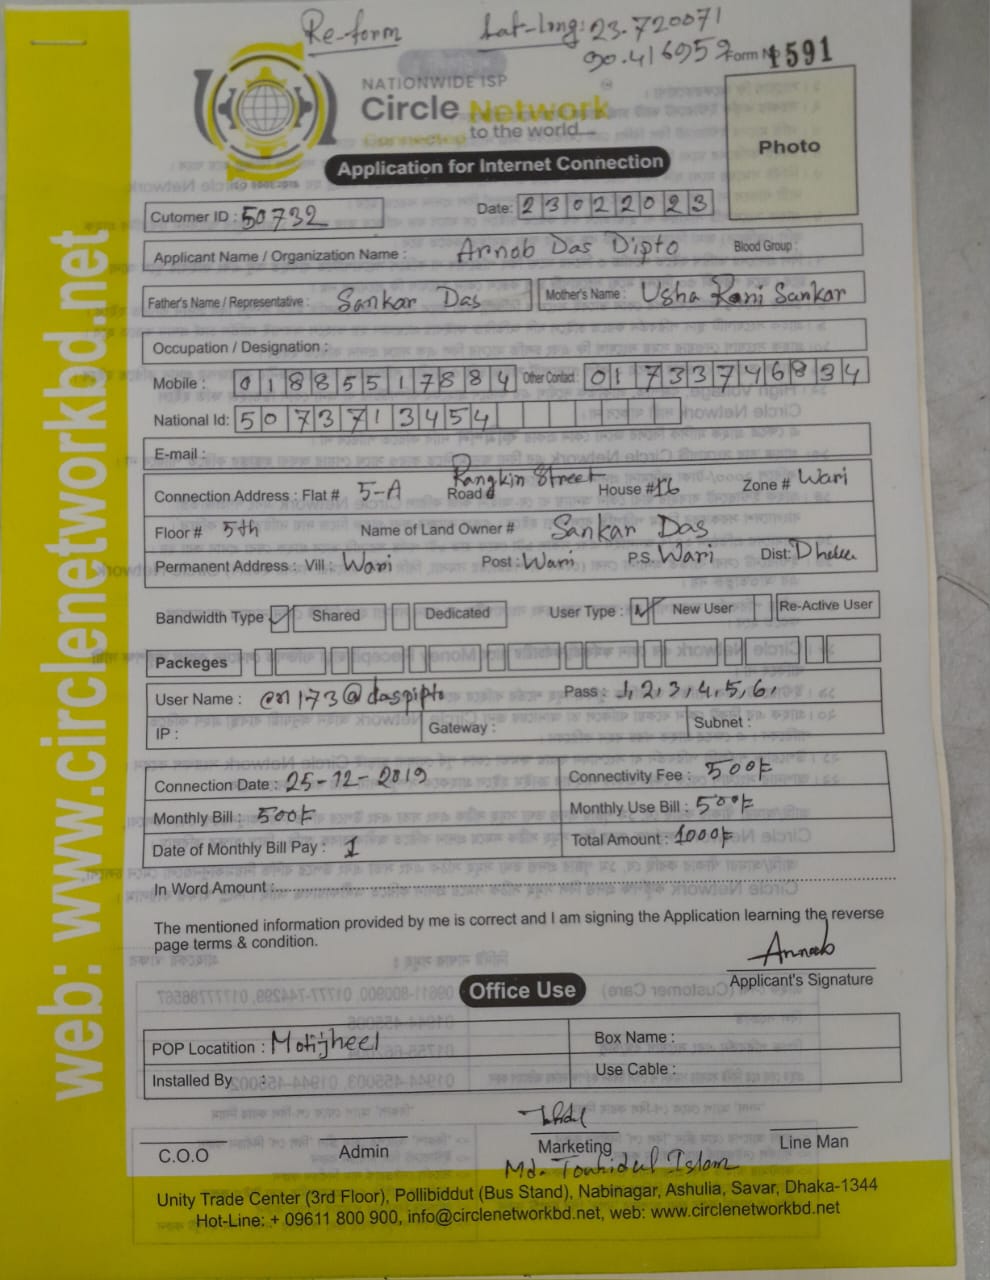 Re-form Lat-long: 23.720071
90.416952 Form No 1591
NATIONWIDE ISP
Circle Network
Connected to the world....
Photo
Application for Internet Connection
ISO 9001:2015
Cutomer ID : 50732 Date: 23022023
Applicant Name / Organization Name : Arnob Das Dipto Blood Group :
Father's Name / Representative : Sankar Das Mother's Name : Usha Rani Sankar
Occupation / Designation :
Mobile : 01885517884 Other Contact : 01733746834
National Id: 5073713454
E-mail :
Connection Address : Flat # 5-A Road # Rangkin Street House # 16 Zone # Wari
Floor # 5th Name of Land Owner # Sankar Das
Permanent Address : Vill : Wari Post : Wari P.S. Wari Dist: Dhaka
Bandwidth Type Shared Dedicated User Type : New User Re-Active User
Packeges
User Name : cn173@dasdipto Pass : 1,2,3,4,5,6,
IP : Gateway : Subnet :
Connection Date : 25-12-2019 Connectivity Fee : 500/-
Monthly Bill : 500/- Monthly Use Bill : 500/-
Date of Monthly Bill Pay : 1 Total Amount : 1000/-
In Word Amount :
The mentioned information provided by me is correct and I am signing the Application learning the reverse
page terms & condition.
Arnob
Applicant's Signature
Office Use
POP Locatition : Motijheel Box Name :
Installed By : Use Cable :
C.O.O Admin Marketing Line Man
Md. Touhidul Islam
Unity Trade Center (3rd Floor), Pollibiddut (Bus Stand), Nabinagar, Ashulia, Savar, Dhaka-1344
Hot-Line: + 09611 800 900, info@circlenetworkbd.net, web: www.circlenetworkbd.net
web: www.circlenetworkbd.net